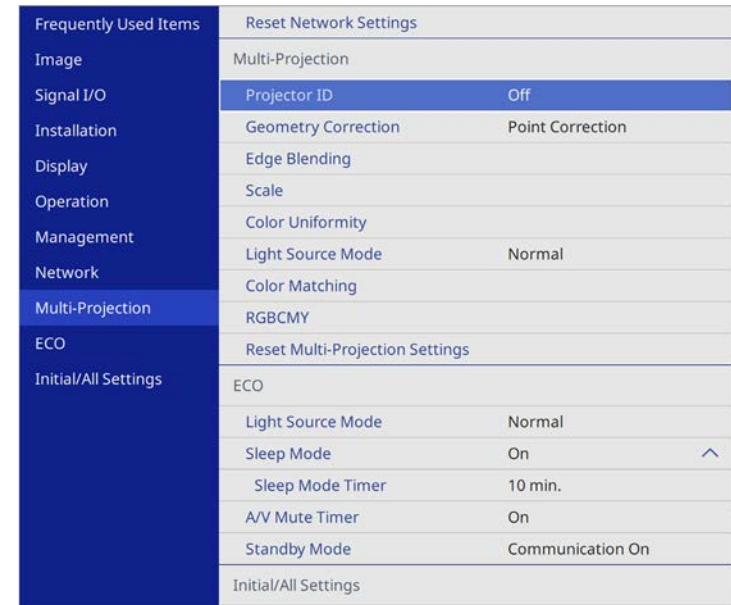 Frequently Used Items
Image
Signal I/O
Installation
Display
Operation
Management
Network
Multi-Projection
ECO
Initial/All Settings
Reset Network Settings
Multi-Projection
Projector ID Off
Geometry Correction Point Correction
Edge Blending
Scale
Color Uniformity
Light Source Mode Normal
Color Matching
RGBCMY
Reset Multi-Projection Settings
ECO
Light Source Mode Normal
Sleep Mode On
Sleep Mode Timer 10 min.
A/V Mute Timer On
Standby Mode Communication On
Initial/All Settings